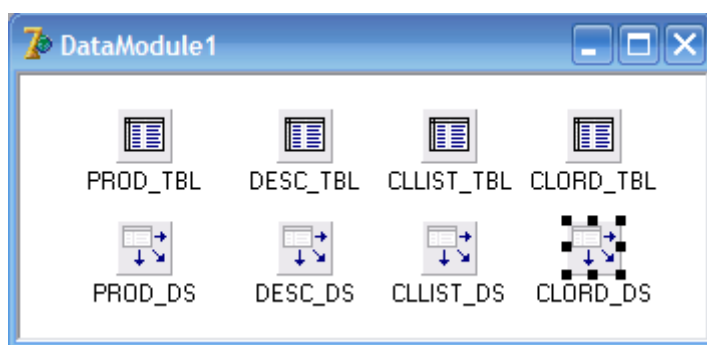 DataModule1
PROD_TBL DESC_TBL CLLIST_TBL CLORD_TBL
PROD_DS DESC_DS CLLIST_DS CLORD_DS